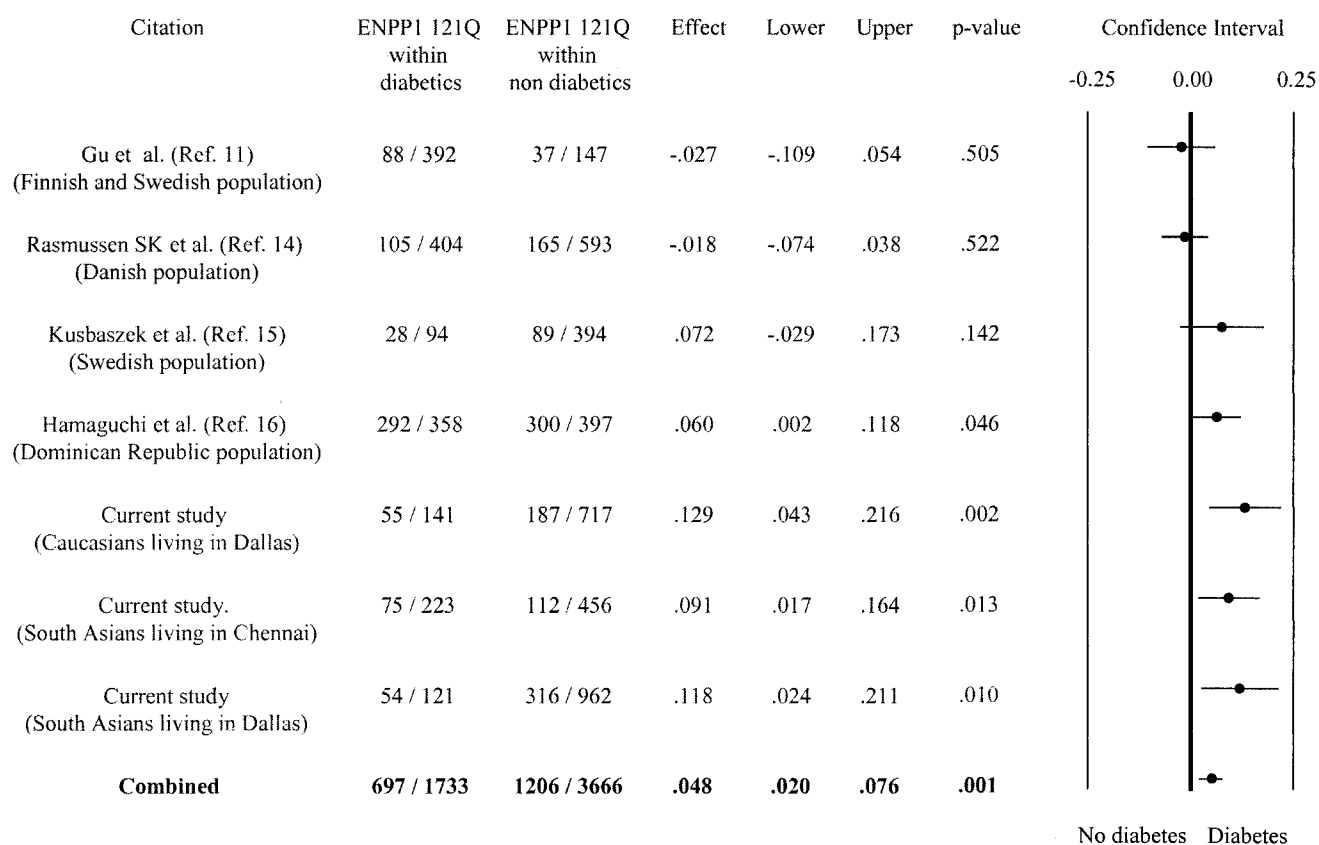 Citation ENPP1 121Q ENPP1 121Q Effect Lower Upper p-value Confidence Interval
within within
diabetics non diabetics
-0.25 0.00 0.25
Gu et al. (Ref. 11) 88 / 392 37 / 147 -.027 -.109 .054 .505
(Finnish and Swedish population)
Rasmussen SK et al. (Ref. 14) 105 / 404 165 / 593 -.018 -.074 .038 .522
(Danish population)
Kusbaszek et al. (Ref. 15) 28 / 94 89 / 394 .072 -.029 .173 .142
(Swedish population)
Hamaguchi et al. (Ref. 16) 292 / 358 300 / 397 .060 .002 .118 .046
(Dominican Republic population)
Current study 55 / 141 187 / 717 .129 .043 .216 .002
(Caucasians living in Dallas)
Current study. 75 / 223 112 / 456 .091 .017 .164 .013
(South Asians living in Chennai)
Current study 54 / 121 316 / 962 .118 .024 .211 .010
(South Asians living in Dallas)
Combined 697 / 1733 1206 / 3666 .048 .020 .076 .001
No diabetes Diabetes